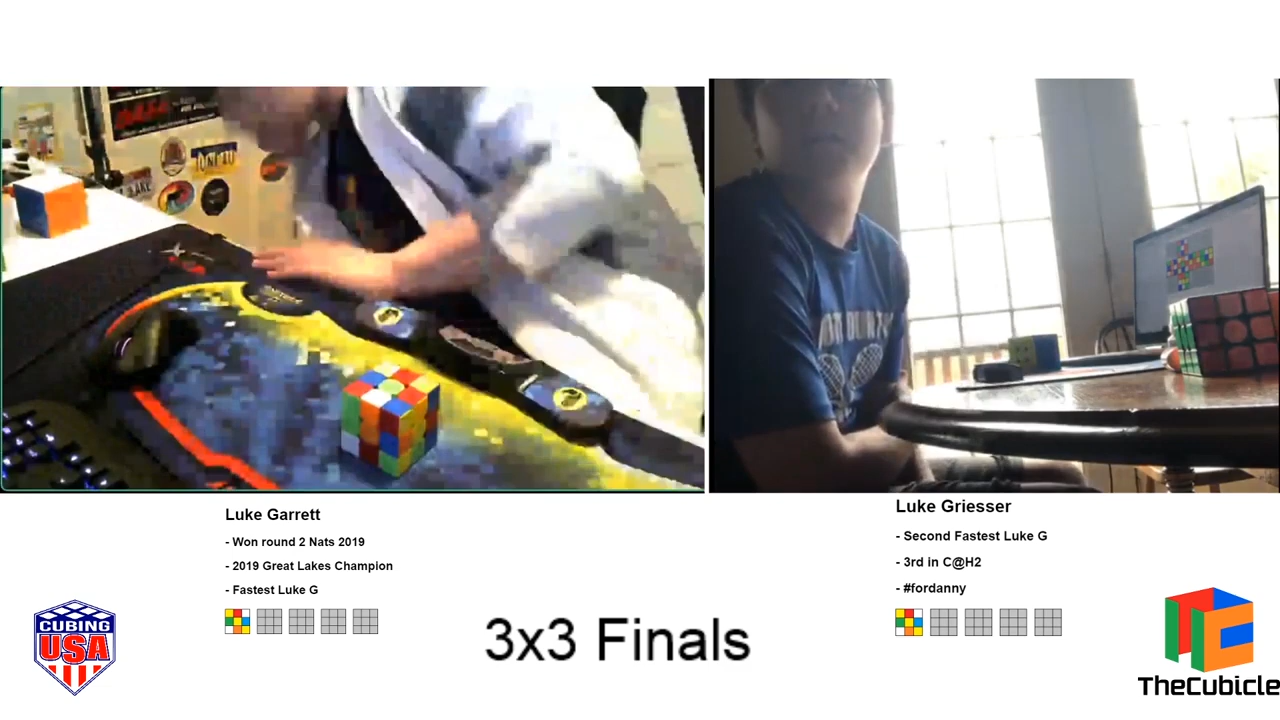 Luke Garrett
- Won round 2 Nats 2019
- 2019 Great Lakes Champion
- Fastest Luke G
Luke Griesser
- Second Fastest Luke G
- 3rd in C@H2
- #fordanny
3x3 Finals
CUBING
USA
TheCubicle